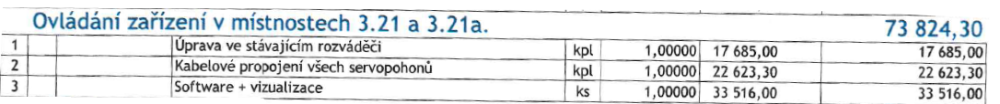 Ovládání zařízení v místnostech 3.21 a 3.21a. 73 824,30
1 Úprava ve stávajícím rozváděči kpl 1,00000 17 685,00 17 685,00
2 Kabelové propojení všech servopohonů kpl 1,00000 22 623,30 22 623,30
3 Software + vizualizace ks 1,00000 33 516,00 33 516,00